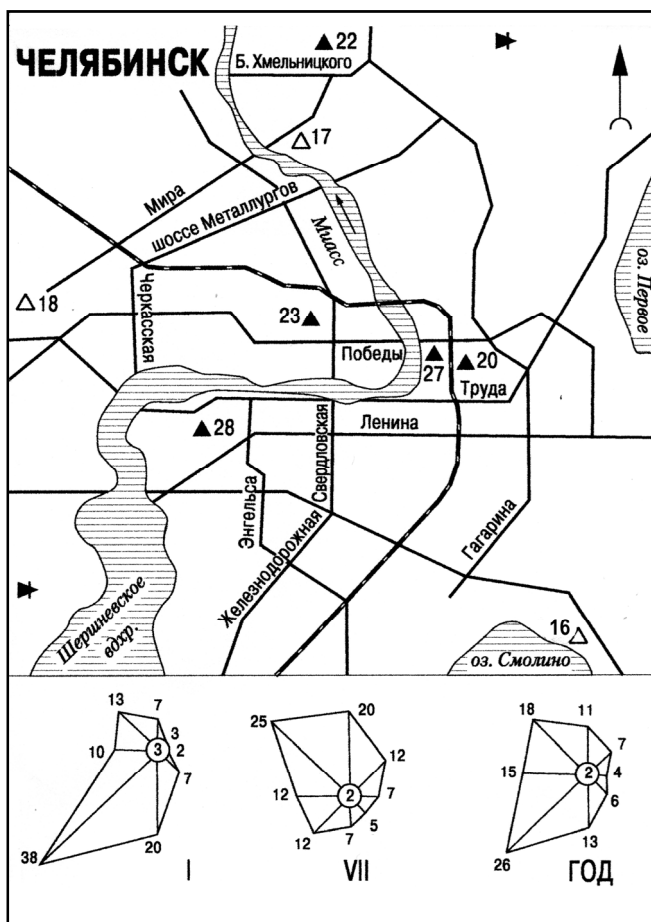 22
ЧЕЛЯБИНСК
Б. Хмельницкого
17
Мира
шоссе Металлургов
Миасс
оз. Первое
18
Черкасская
23
Победы
27
20
Труда
28
Ленина
Свердловская
Энгельса
Железнодорожная
Гагарина
Шершневское
вдхр.
16
оз. Смолино
13
7
3
10
3
2
7
38
20
I
25
20
12
12
2
7
5
12
7
VII
18
11
7
15
2
4
6
26
13
ГОД